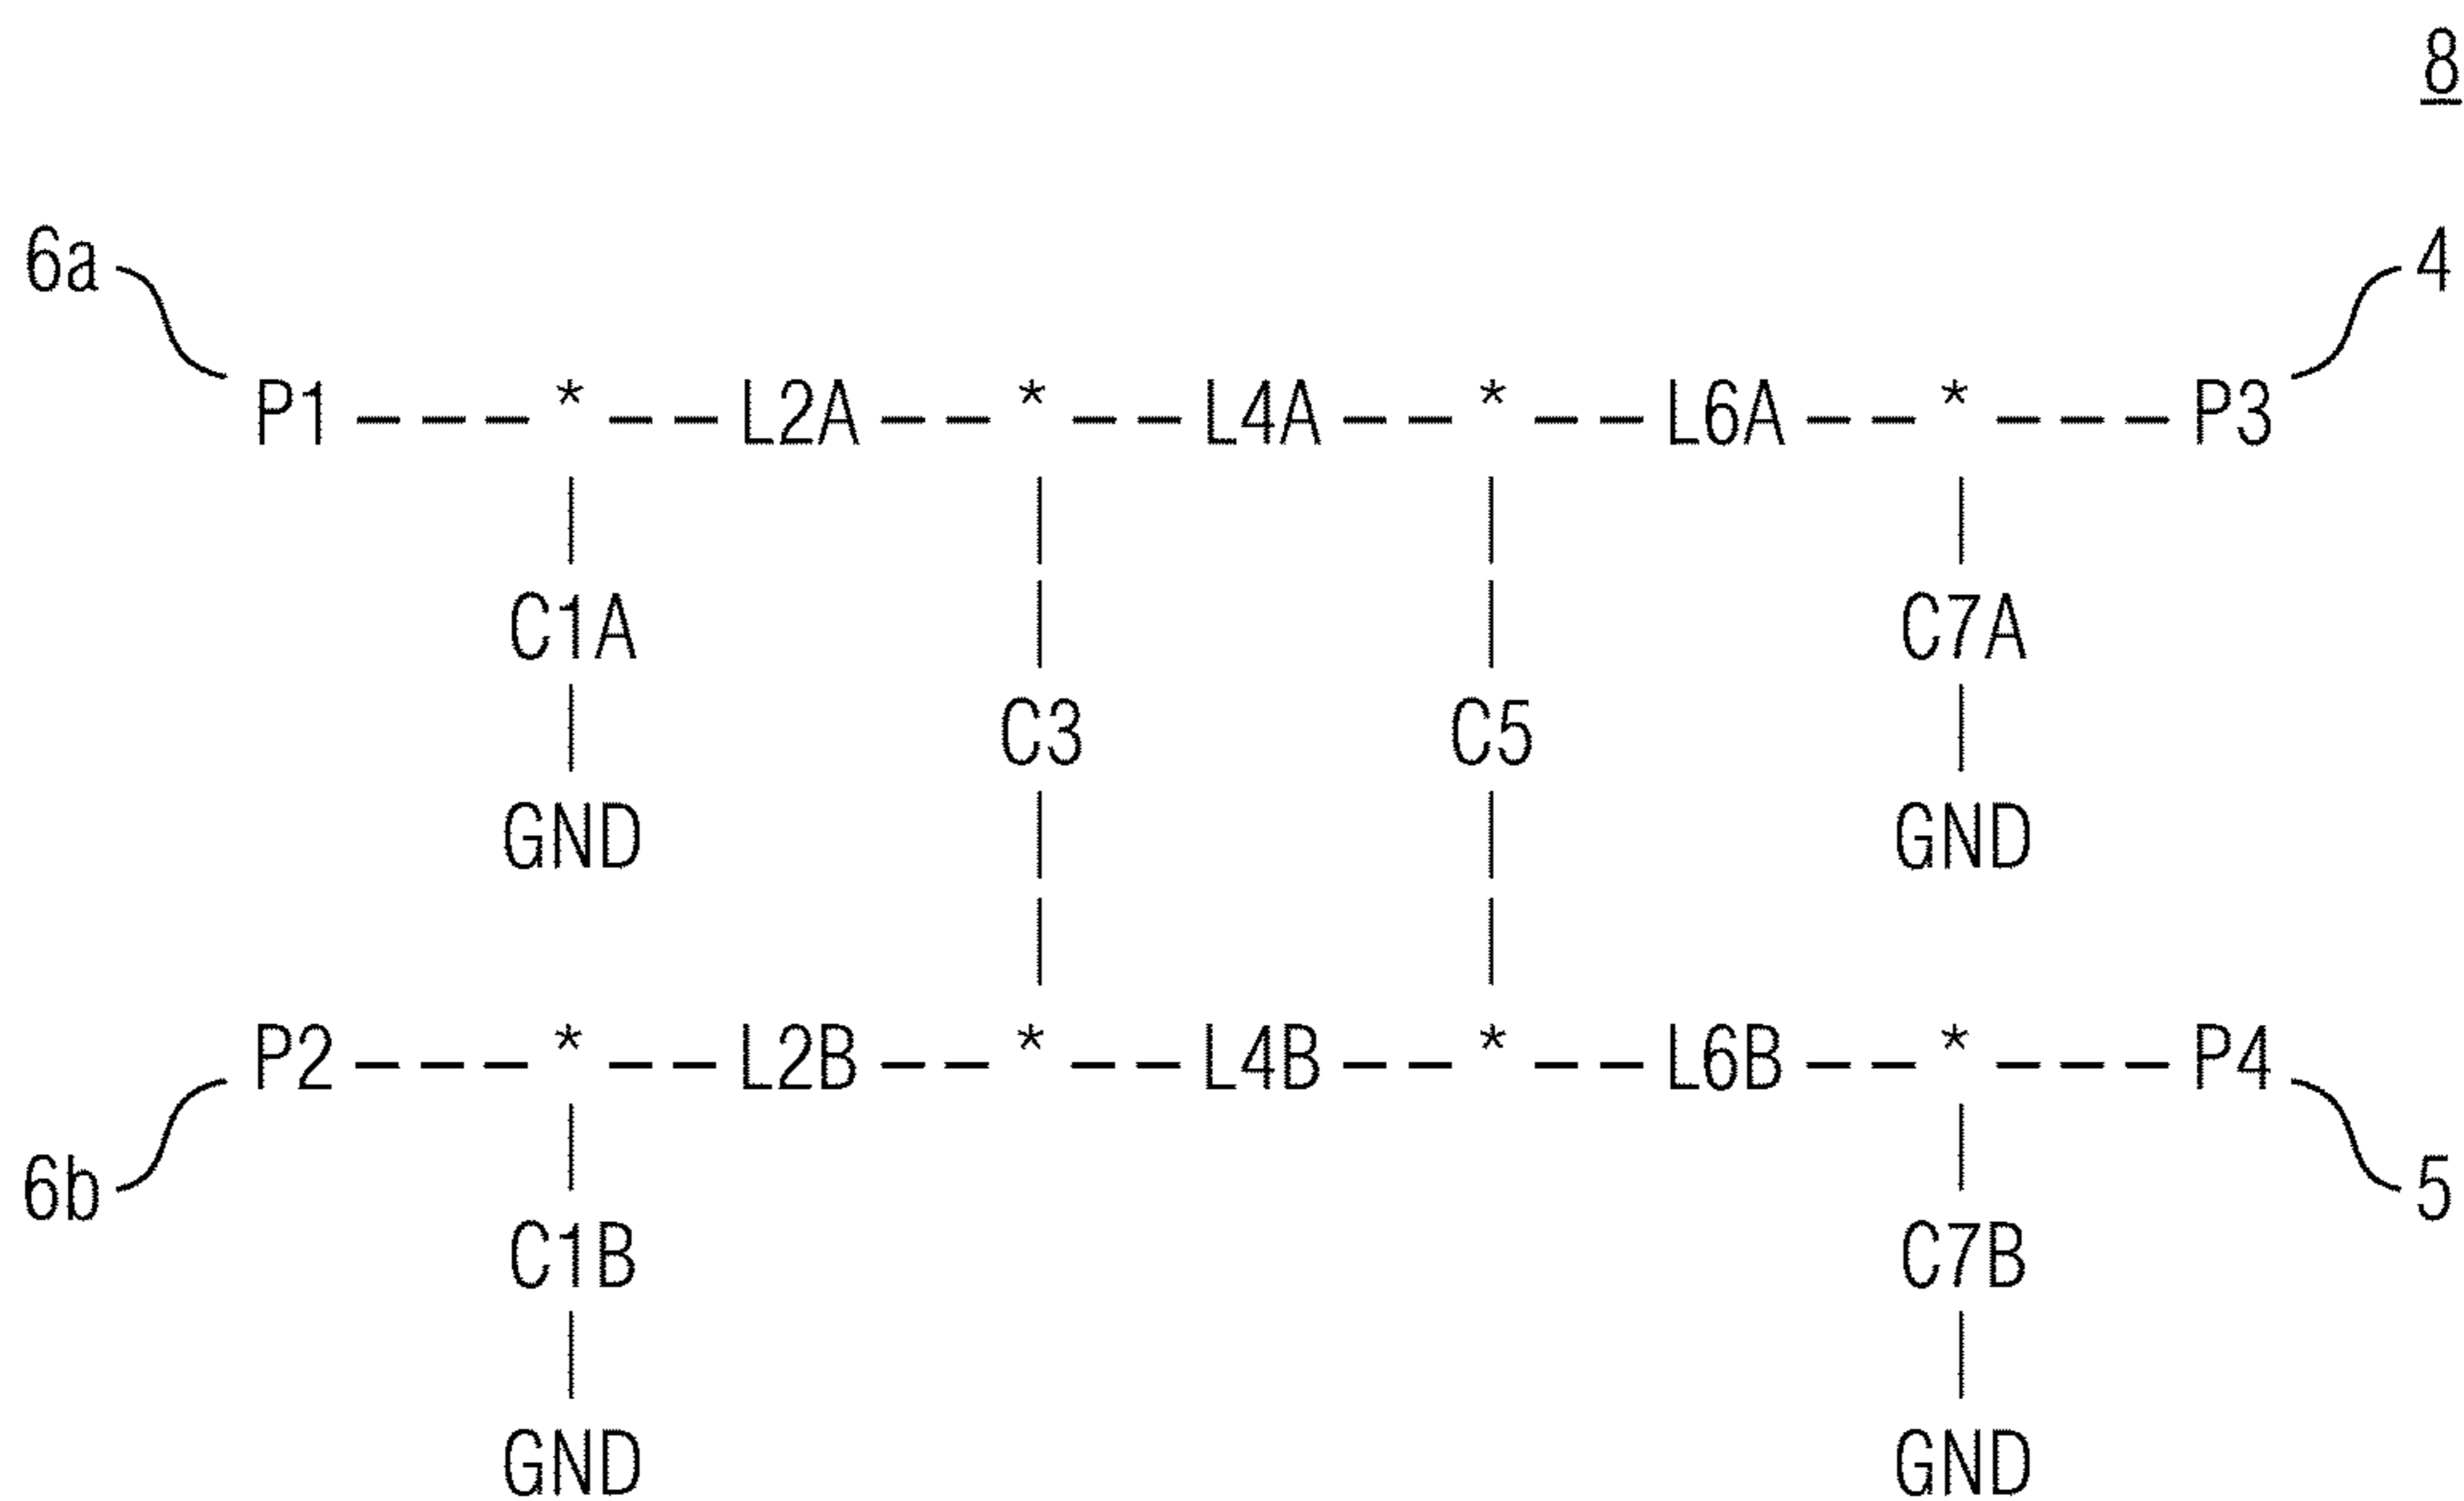 8
6a 4
P1 --- * -- L2A -- * -- L4A -- * -- L6A -- * --- P3
C1A C7A
C3 C5
GND GND
P2 --- * -- L2B -- * -- L4B -- * -- L6B -- * --- P4
6b 5
C1B C7B
GND GND